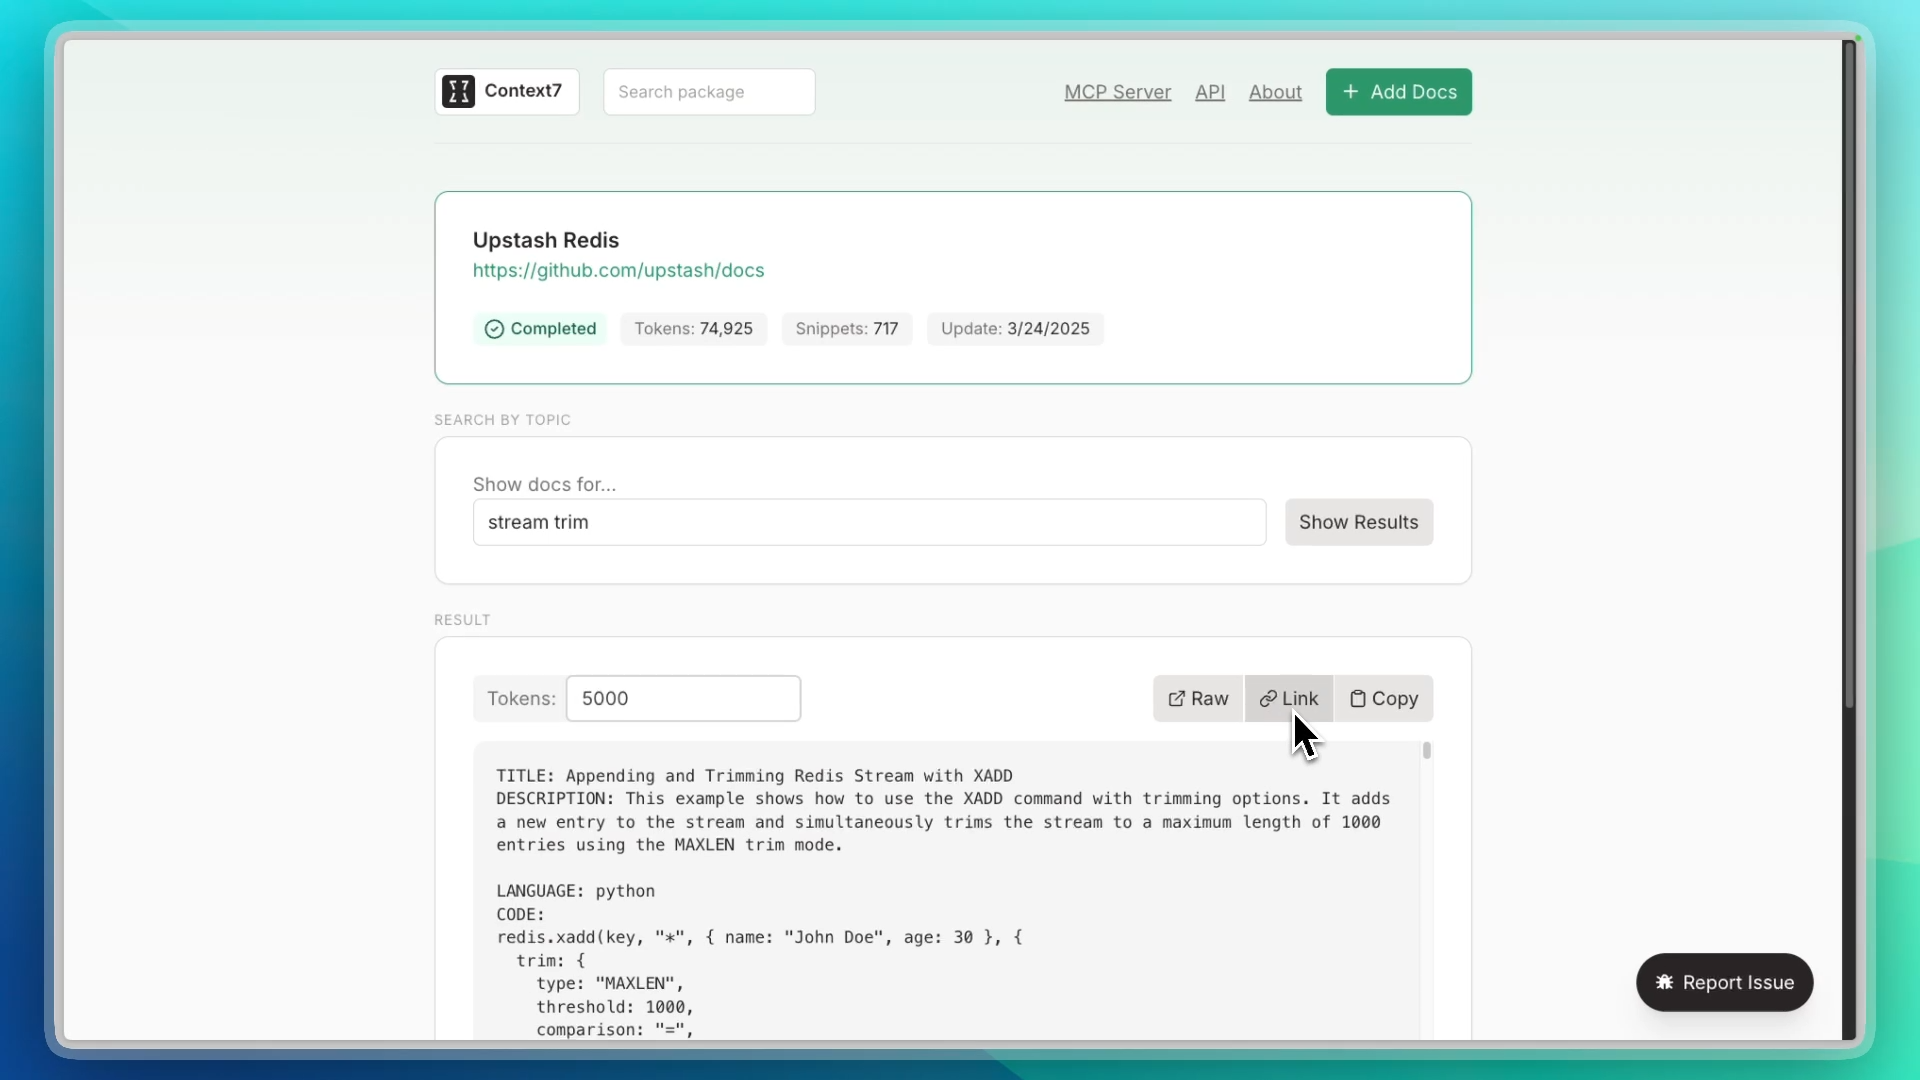 Context7
Search package
MCP Server
API
About
+ Add Docs
Upstash Redis
https://github.com/upstash/docs
Completed
Tokens: 74,925
Snippets: 717
Update: 3/24/2025
SEARCH BY TOPIC
Show docs for...
stream trim
Show Results
RESULT
Tokens: 5000
Raw
Link
Copy
TITLE: Appending and Trimming Redis Stream with XADD
DESCRIPTION: This example shows how to use the XADD command with trimming options. It adds
a new entry to the stream and simultaneously trims the stream to a maximum length of 1000
entries using the MAXLEN trim mode.
LANGUAGE: python
CODE:
redis.xadd(key, "*", { name: "John Doe", age: 30 }, {
trim: {
type: "MAXLEN",
threshold: 1000,
comparison: "=",
Report Issue